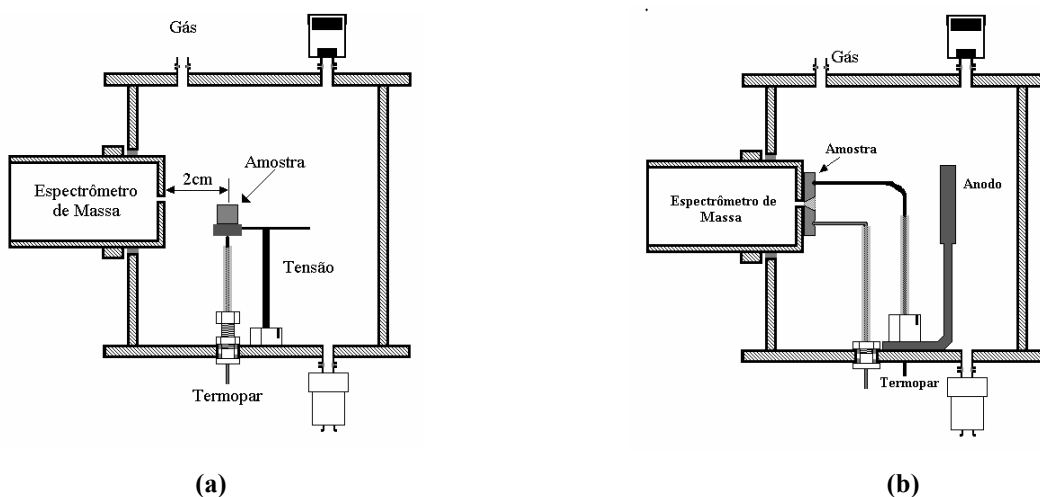 Gás
Amostra
2cm
Espectrômetro
de Massa
Tensão
Termopar
(a)
Gás
Amostra
Anodo
Espectrômetro de
Massa
Termopar
(b)